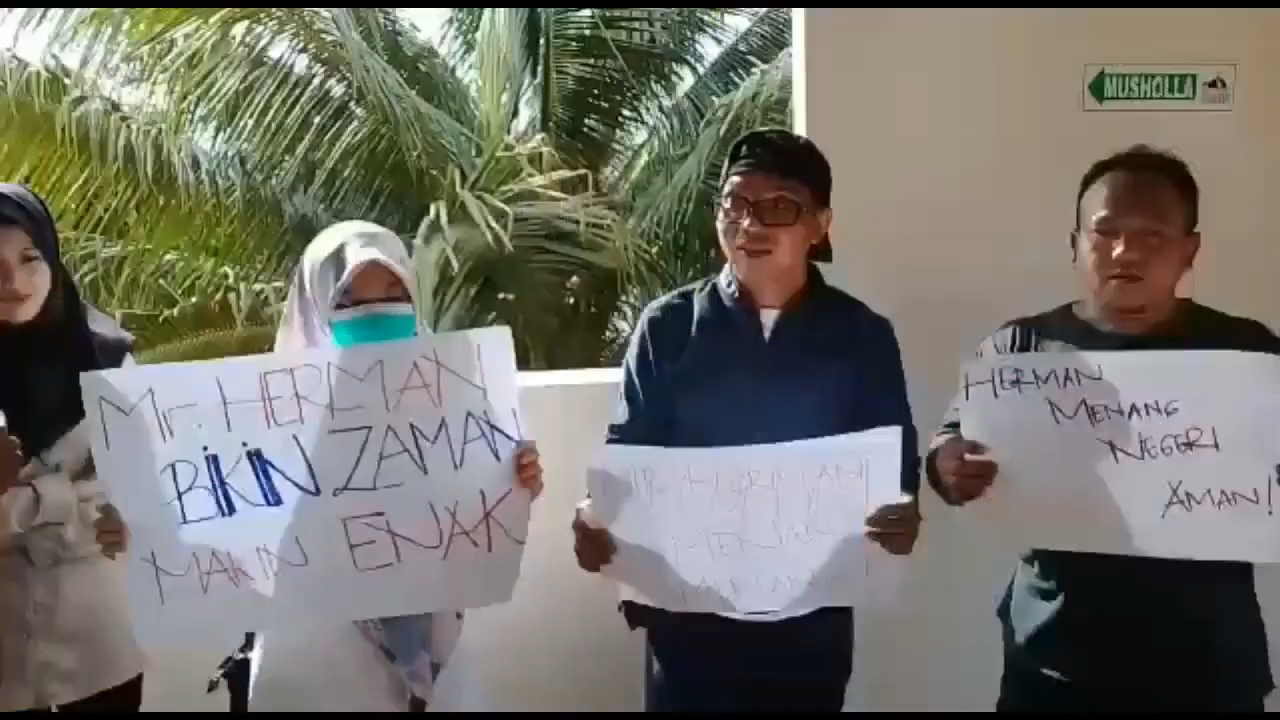 MUSHOLLA
Mr. HERMAN
BIKIN ZAMAN
MAKIN ENAK
HERMAN
MENANG
NEGERI
AMAN!